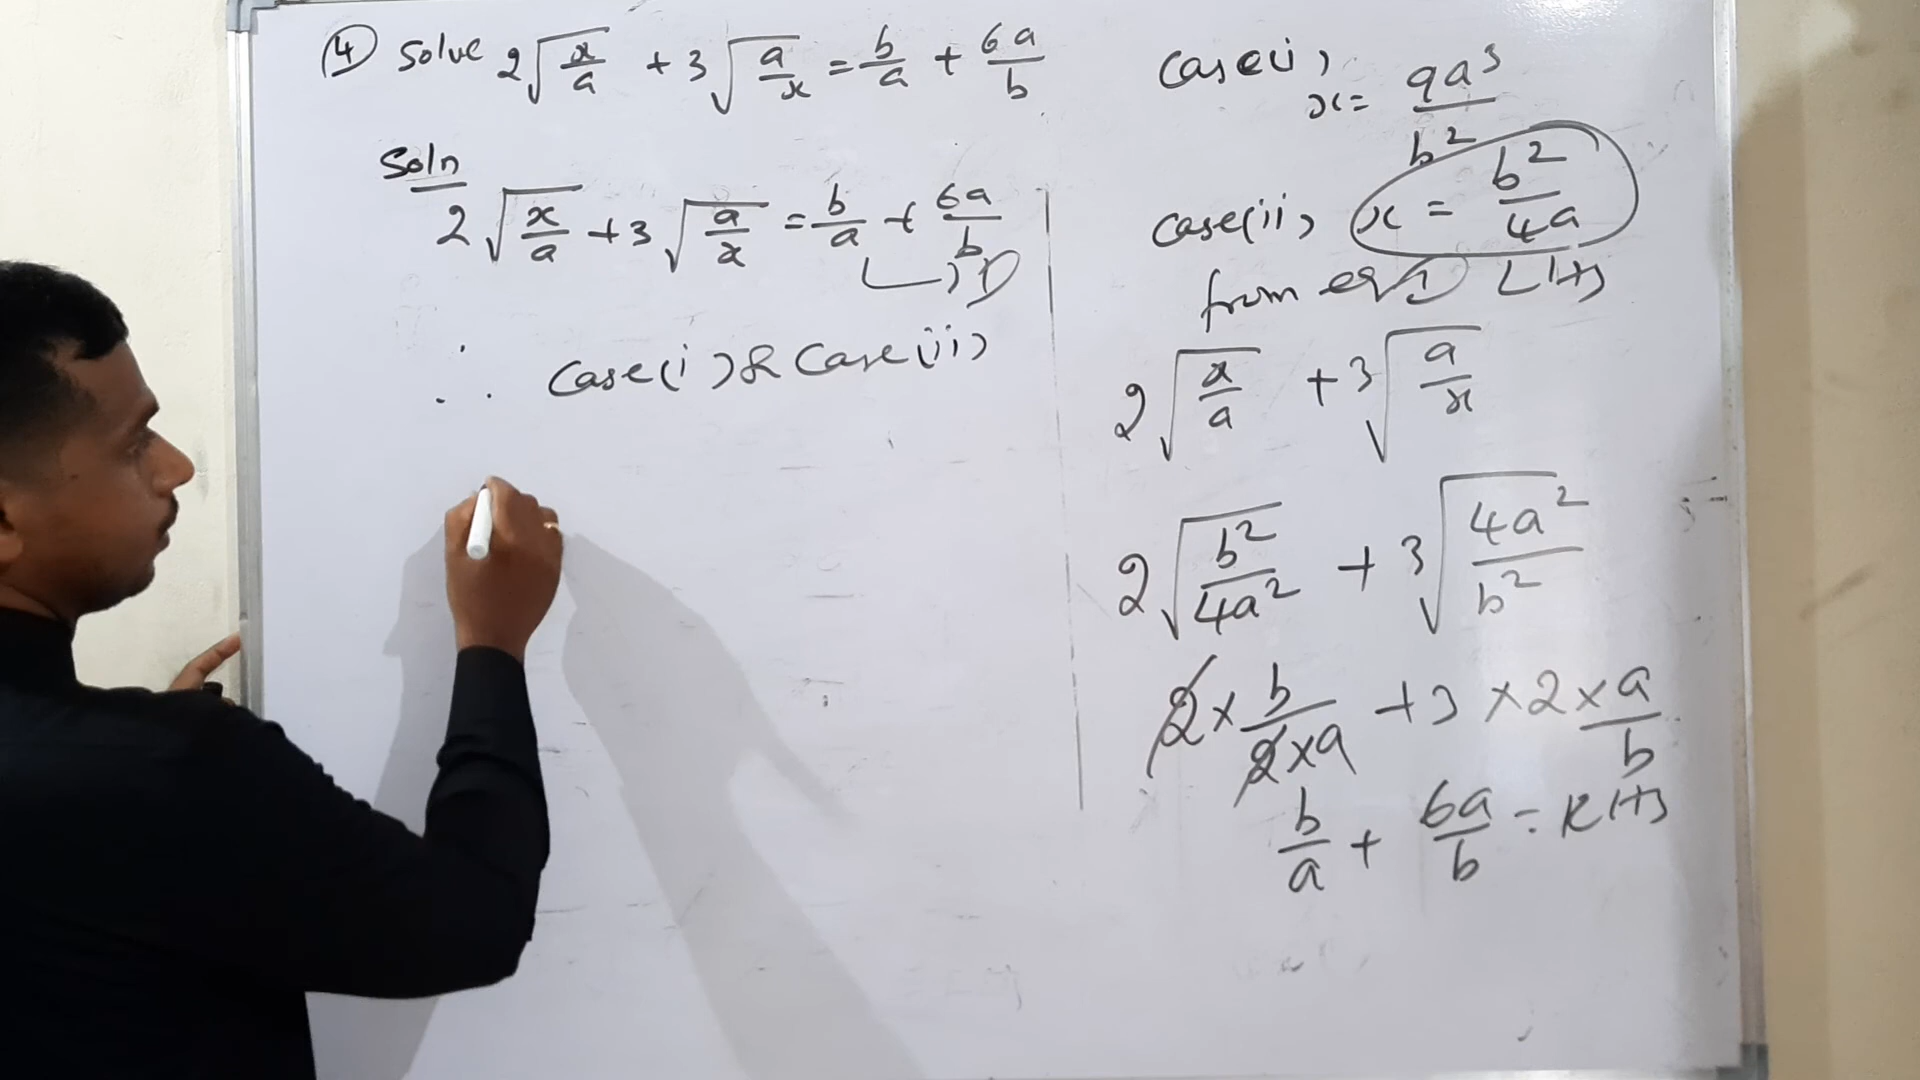 ④ Solve 2√(x/a) + 3√(a/x) = b/a + 6a/b
Soln
2√(x/a) + 3√(a/x) = b/a + 6a/b
→ ①
∴ Case(i) & Case(ii)
Case(i),
x = 9a³/b²
Case(ii), x = b²/4a
from eq ① LHS
2√(x/a) + 3√(a/x)
2√(b²/4a²) + 3√(4a²/b²)
2 × b/(2×a) + 3 × 2 × a/b
b/a + 6a/b = RHS